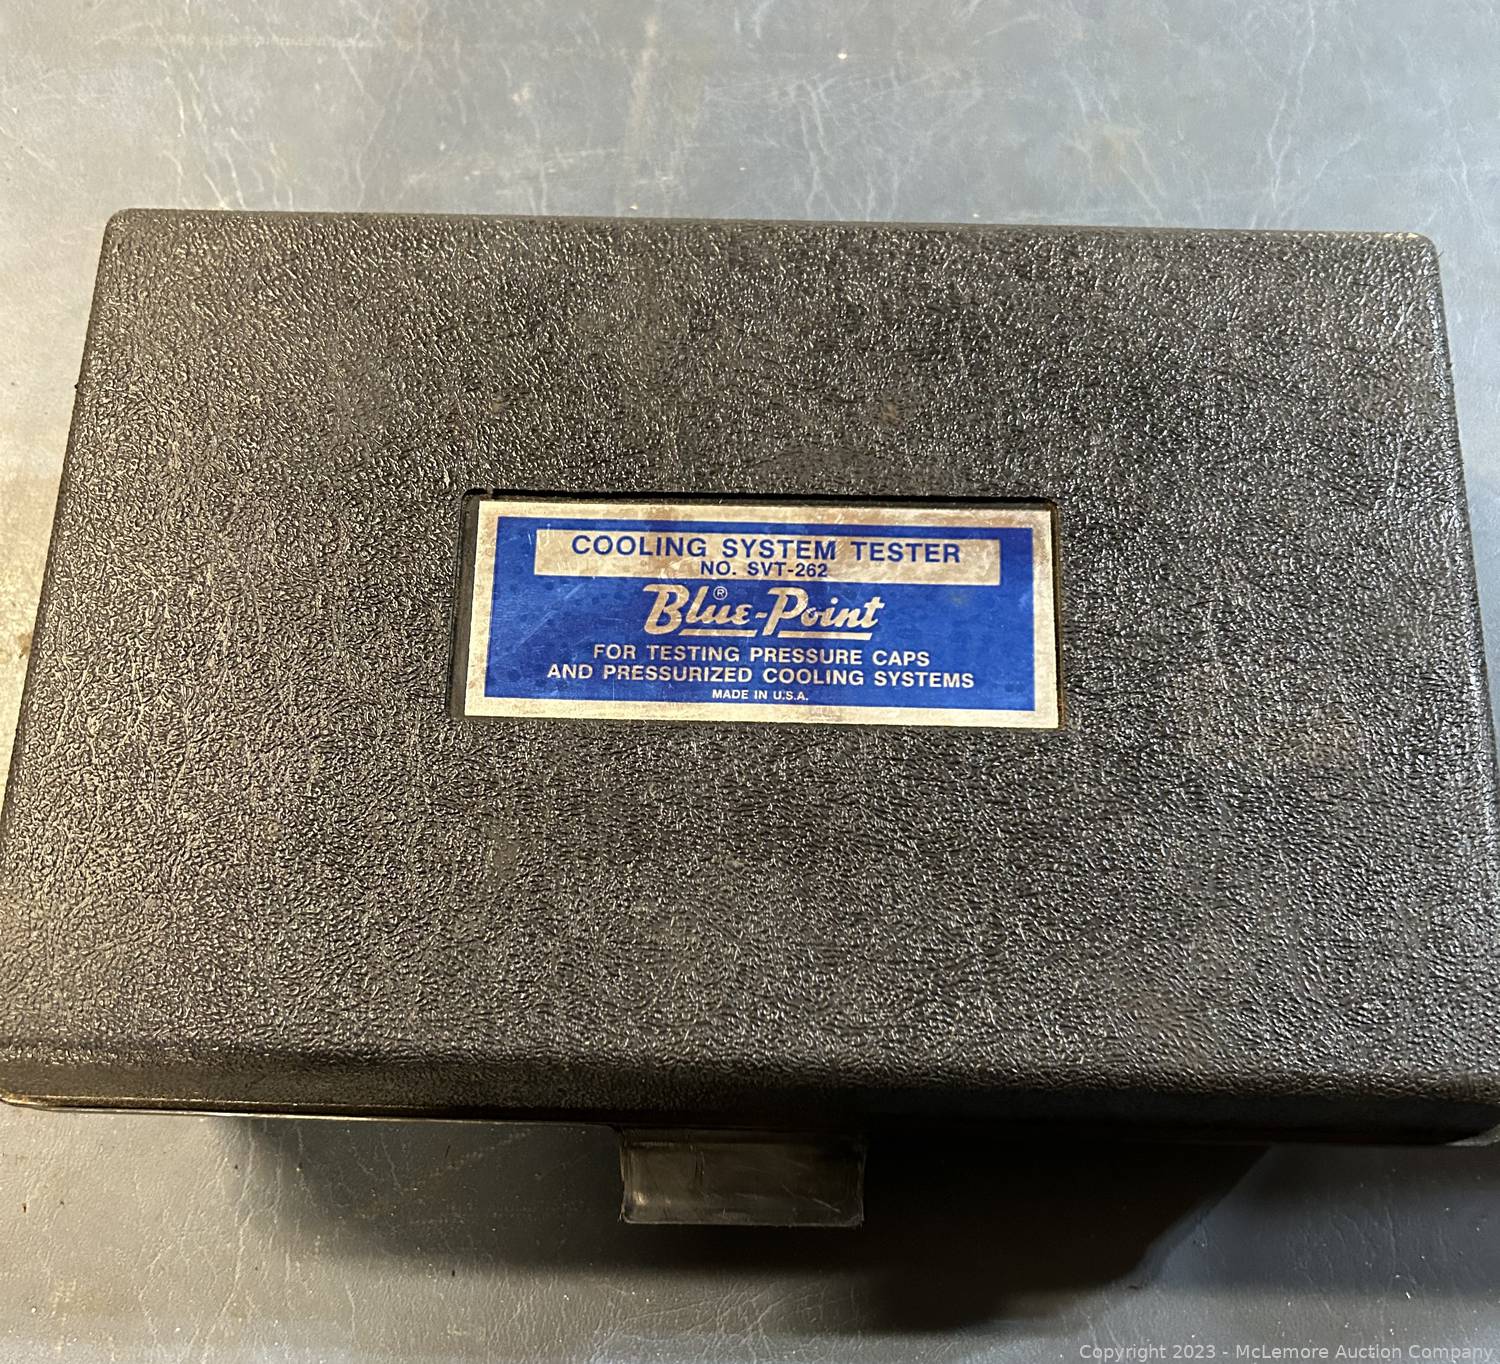 COOLING SYSTEM TESTER
NO. SVT-262
Blue-Point®
FOR TESTING PRESSURE CAPS
AND PRESSURIZED COOLING SYSTEMS
MADE IN U.S.A.
Copyright 2023 - McLemore Auction Company